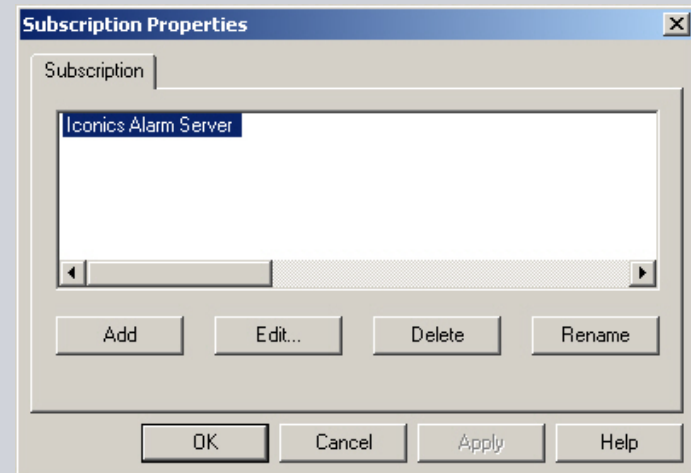 Subscription Properties
Subscription
Iconics Alarm Server
Add Edit... Delete Rename
OK Cancel Apply Help